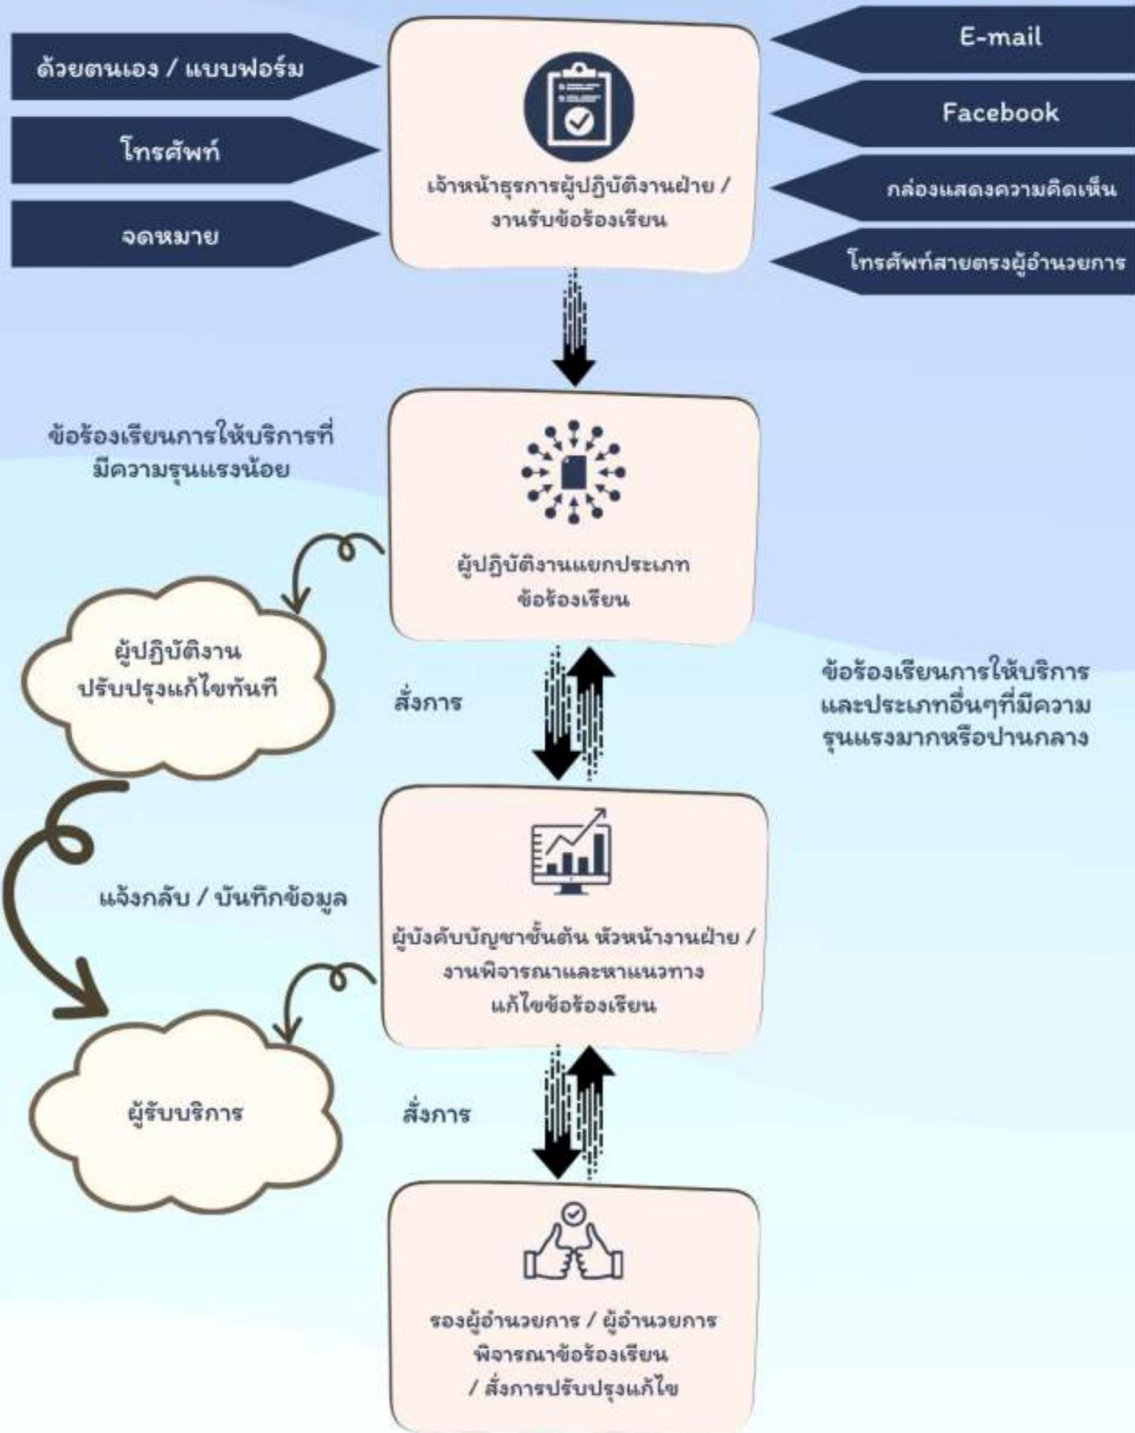 ด้วยตนเอง / แบบฟอร์ม
โทรศัพท์
จดหมาย
E-mail
Facebook
กล่องแสดงความคิดเห็น
โทรศัพท์สายตรงผู้อำนวยการ
เจ้าหน้าธุรการผู้ปฏิบัติงานฝ่าย /
งานรับข้อร้องเรียน
ข้อร้องเรียนการให้บริการที่
มีความรุนแรงน้อย
ผู้ปฏิบัติงานแยกประเภท
ข้อร้องเรียน
ผู้ปฏิบัติงาน
ปรับปรุงแก้ไขทันที
สั่งการ
ข้อร้องเรียนการให้บริการ
และประเภทอื่นๆที่มีความ
รุนแรงมากหรือปานกลาง
แจ้งกลับ / บันทึกข้อมูล
ผู้บังคับบัญชาชั้นต้น หัวหน้างานฝ่าย /
งานพิจารณาและหาแนวทาง
แก้ไขข้อร้องเรียน
ผู้รับบริการ
สั่งการ
รองผู้อำนวยการ / ผู้อำนวยการ
พิจารณาข้อร้องเรียน
/ สั่งการปรับปรุงแก้ไข